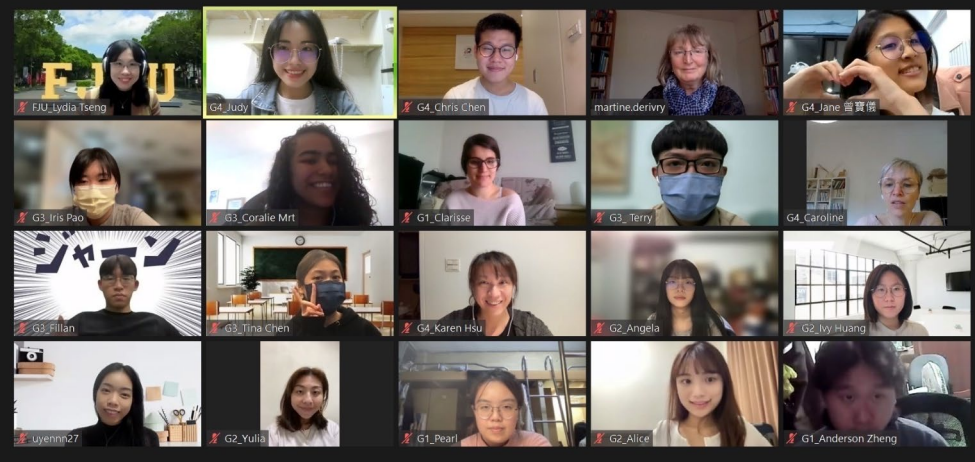 FJU
FJU_Lydia Tseng
G4_Judy
G4_Chris Chen
martine.derivry
G4_Jane 曾寶儀
G3_Iris Pao
G3_Coralie Mrt
G1_Clarisse
G3_ Terry
G4_Caroline
ジャーン
G3_Fillan
G3_Tina Chen
G4_Karen Hsu
G2_Angela
G2_Ivy Huang
uyennn27
G2_Yulia
G1_Pearl
G2_Alice
G1_Anderson Zheng